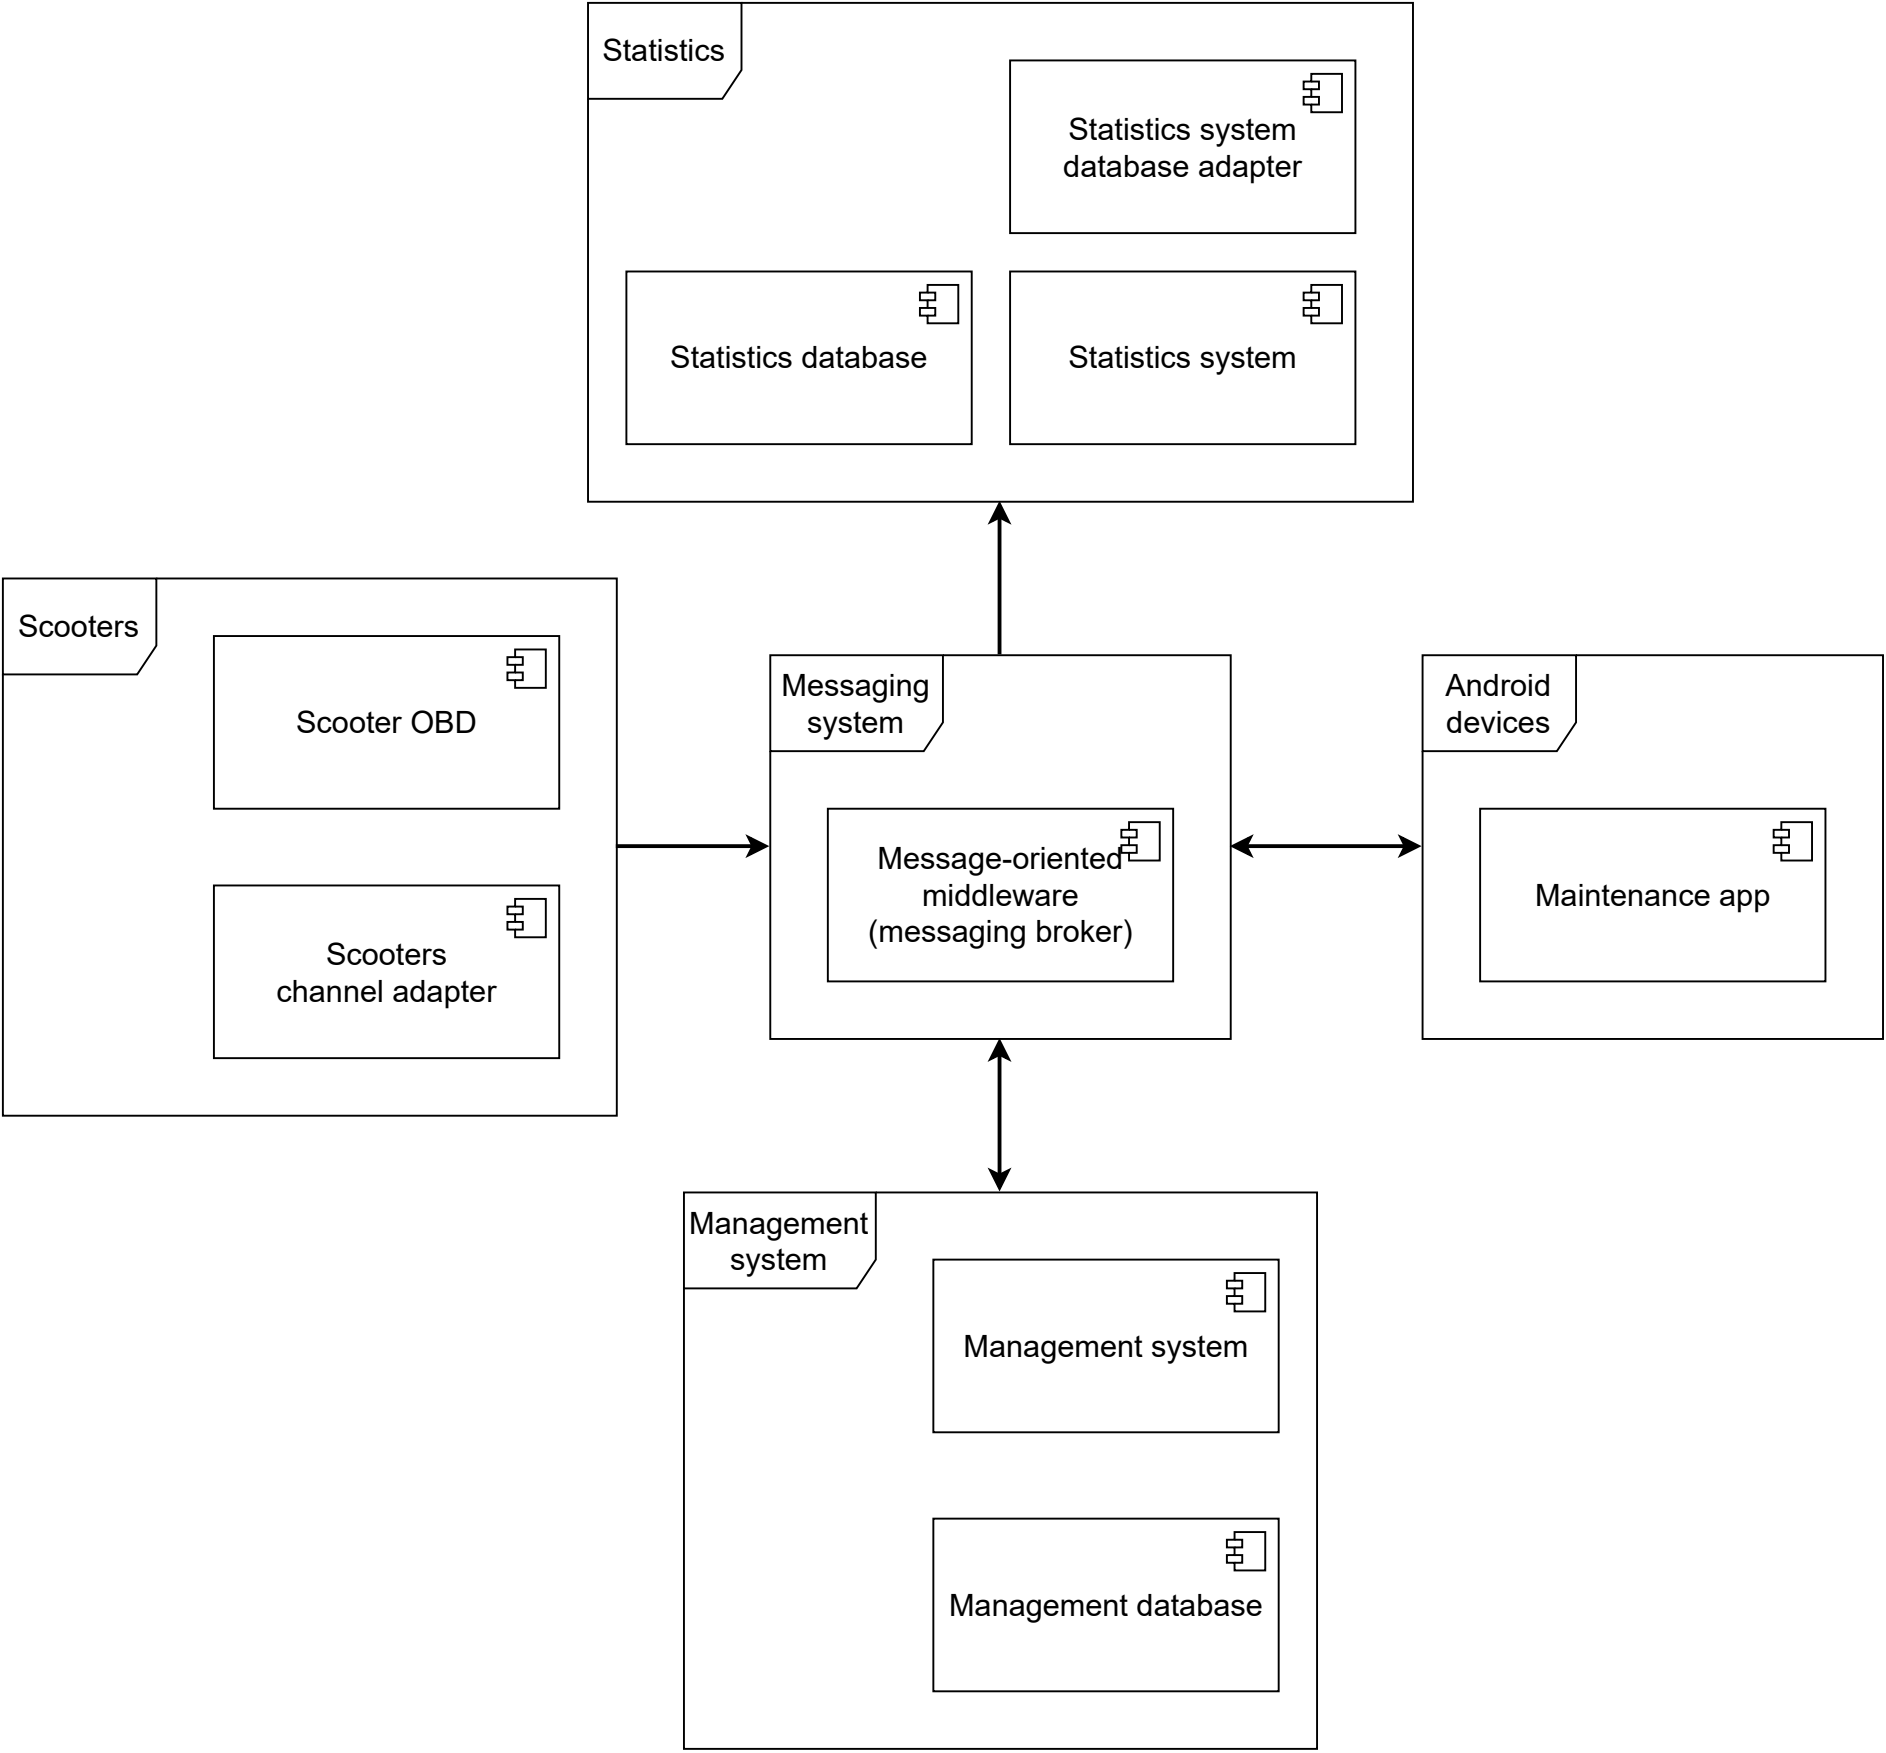 Statistics
Statistics system
database adapter
Statistics database
Statistics system
Scooters
Scooter OBD
Scooters
channel adapter
Messaging
system
Message-oriented
middleware
(messaging broker)
Android
devices
Maintenance app
Management
system
Management system
Management database